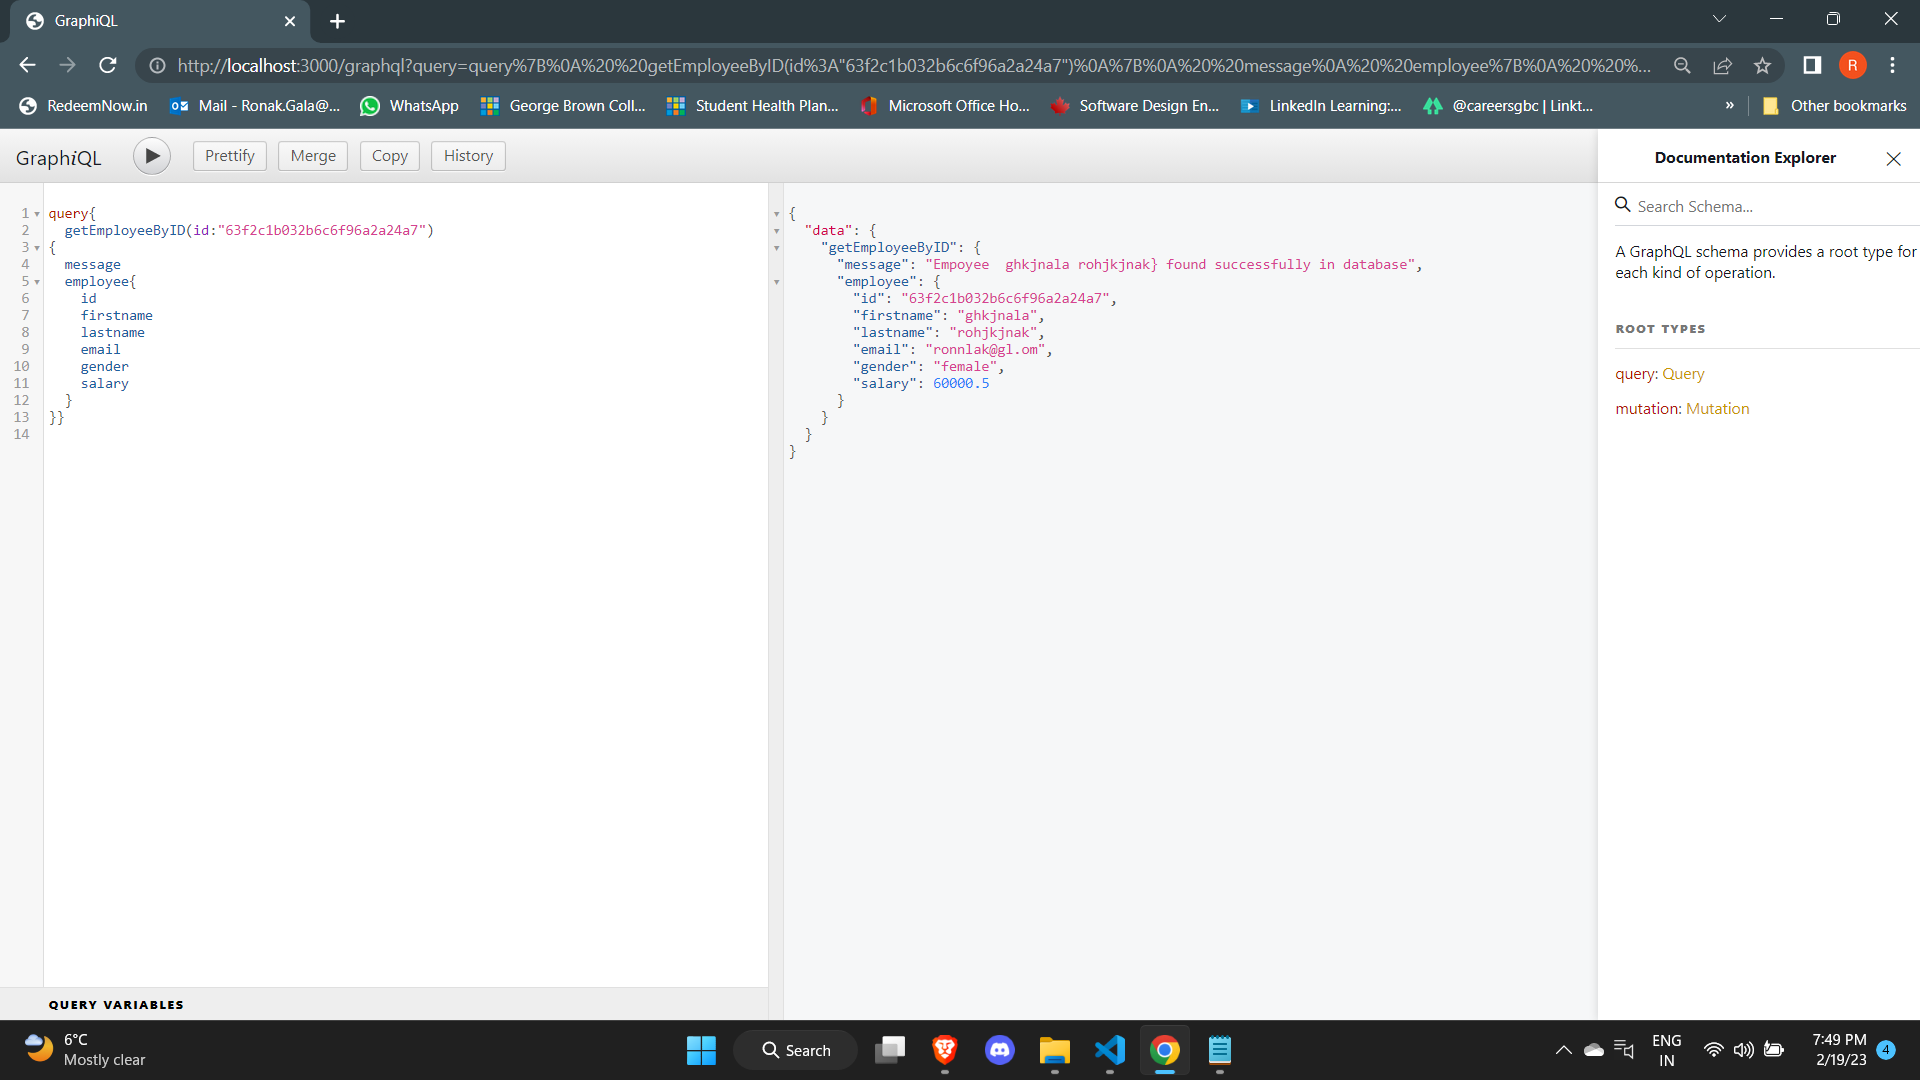 GraphiQL
http://localhost:3000/graphql?query=query%7B%0A%20%20getEmployeeByID(id%3A"63f2c1b032b6c6f96a2a24a7")%0A%7B%0A%20%20message%0A%20%20employee%7B%0A%20%20%20%...
R
RedeemNow.in
Mail - Ronak.Gala@...
WhatsApp
George Brown Coll...
Student Health Plan...
Microsoft Office Ho...
Software Design En...
LinkedIn Learning:...
@careersgbc | Linkt...
»
Other bookmarks
GraphiQL
Prettify
Merge
Copy
History
1 query{
2   getEmployeeByID(id:"63f2c1b032b6c6f96a2a24a7")
3 {
4   message
5   employee{
6     id
7     firstname
8     lastname
9     email
10     gender
11     salary
12   }
13 }}
14
QUERY VARIABLES
{
  "data": {
    "getEmployeeByID": {
      "message": "Empoyee  ghkjnala rohjkjnak} found successfully in database",
      "employee": {
        "id": "63f2c1b032b6c6f96a2a24a7",
        "firstname": "ghkjnala",
        "lastname": "rohjkjnak",
        "email": "ronnlak@gl.om",
        "gender": "female",
        "salary": 60000.5
      }
    }
  }
}
Documentation Explorer
Search Schema...
A GraphQL schema provides a root type for
each kind of operation.
ROOT TYPES
query: Query
mutation: Mutation
6°C
Mostly clear
Search
ENG
IN
7:49 PM
2/19/23
4